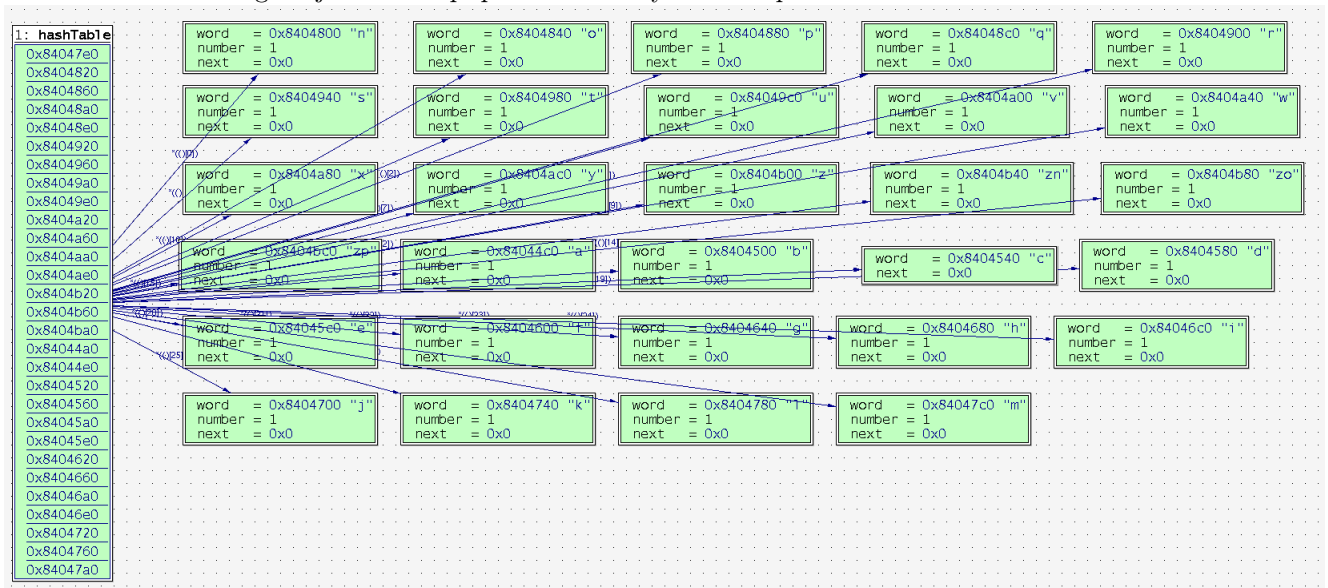 1: hashTable
0x84047e0
0x8404820
0x8404860
0x84048a0
0x84048e0
0x8404920
0x8404960
0x84049a0
0x84049e0
0x8404a20
0x8404a60
0x8404aa0
0x8404ae0
0x8404b20
0x8404b60
0x8404ba0
0x84044a0
0x84044e0
0x8404520
0x8404560
0x84045a0
0x84045e0
0x8404620
0x8404660
0x84046a0
0x84046e0
0x8404720
0x8404760
0x84047a0
word = 0x8404800 "n"
number = 1
next = 0x0
word = 0x8404840 "o"
number = 1
next = 0x0
word = 0x8404880 "p"
number = 1
next = 0x0
word = 0x84048c0 "q"
number = 1
next = 0x0
word = 0x8404900 "r"
number = 1
next = 0x0
word = 0x8404940 "s"
number = 1
next = 0x0
word = 0x8404980 "t"
number = 1
next = 0x0
word = 0x84049c0 "u"
number = 1
next = 0x0
word = 0x8404a00 "v"
number = 1
next = 0x0
word = 0x8404a40 "w"
number = 1
next = 0x0
word = 0x8404a80 "x"
number = 1
next = 0x0
word = 0x8404ac0 "y"
number = 1
next = 0x0
word = 0x8404b00 "z"
number = 1
next = 0x0
word = 0x8404b40 "zn"
number = 1
next = 0x0
word = 0x8404b80 "zo"
number = 1
next = 0x0
word = 0x8404bc0 "zp"
number = 1
next = 0x0
word = 0x84044c0 "a"
number = 1
next = 0x0
word = 0x8404500 "b"
number = 1
next = 0x0
word = 0x8404540 "c"
next = 0x0
word = 0x8404580 "d"
number = 1
next = 0x0
word = 0x84045c0 "e"
number = 1
next = 0x0
word = 0x8404600 "f"
number = 1
next = 0x0
word = 0x8404640 "g"
number = 1
next = 0x0
word = 0x8404680 "h"
number = 1
next = 0x0
word = 0x84046c0 "i"
number = 1
next = 0x0
*(()[25]
word = 0x8404700 "j"
number = 1
next = 0x0
word = 0x8404740 "k"
number = 1
next = 0x0
word = 0x8404780 "l"
number = 1
next = 0x0
word = 0x84047c0 "m"
number = 1
next = 0x0